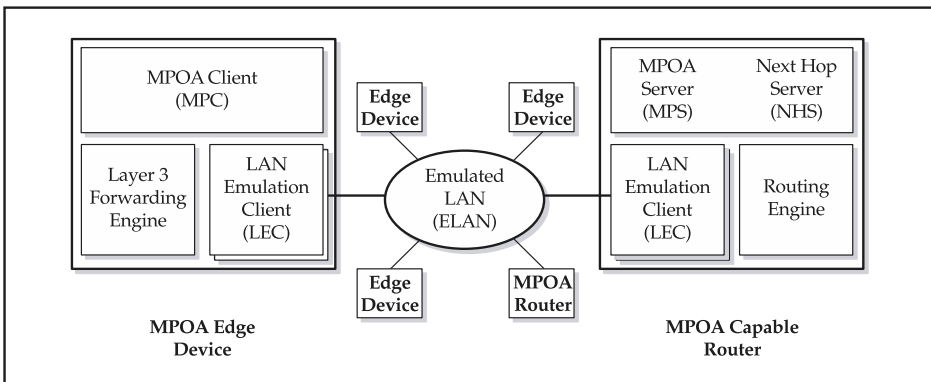 MPOA Client
(MPC)
Layer 3
Forwarding
Engine
LAN
Emulation
Client
(LEC)
Edge
Device
Edge
Device
Emulated
LAN
(ELAN)
Edge
Device
MPOA
Router
MPOA
Server
(MPS)
Next Hop
Server
(NHS)
LAN
Emulation
Client
(LEC)
Routing
Engine
MPOA Edge
Device
MPOA Capable
Router